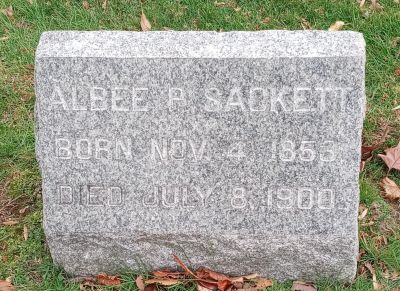 ALBEE P. SACKETT
BORN NOV. 4, 1853.
DIED JULY 8, 1900.